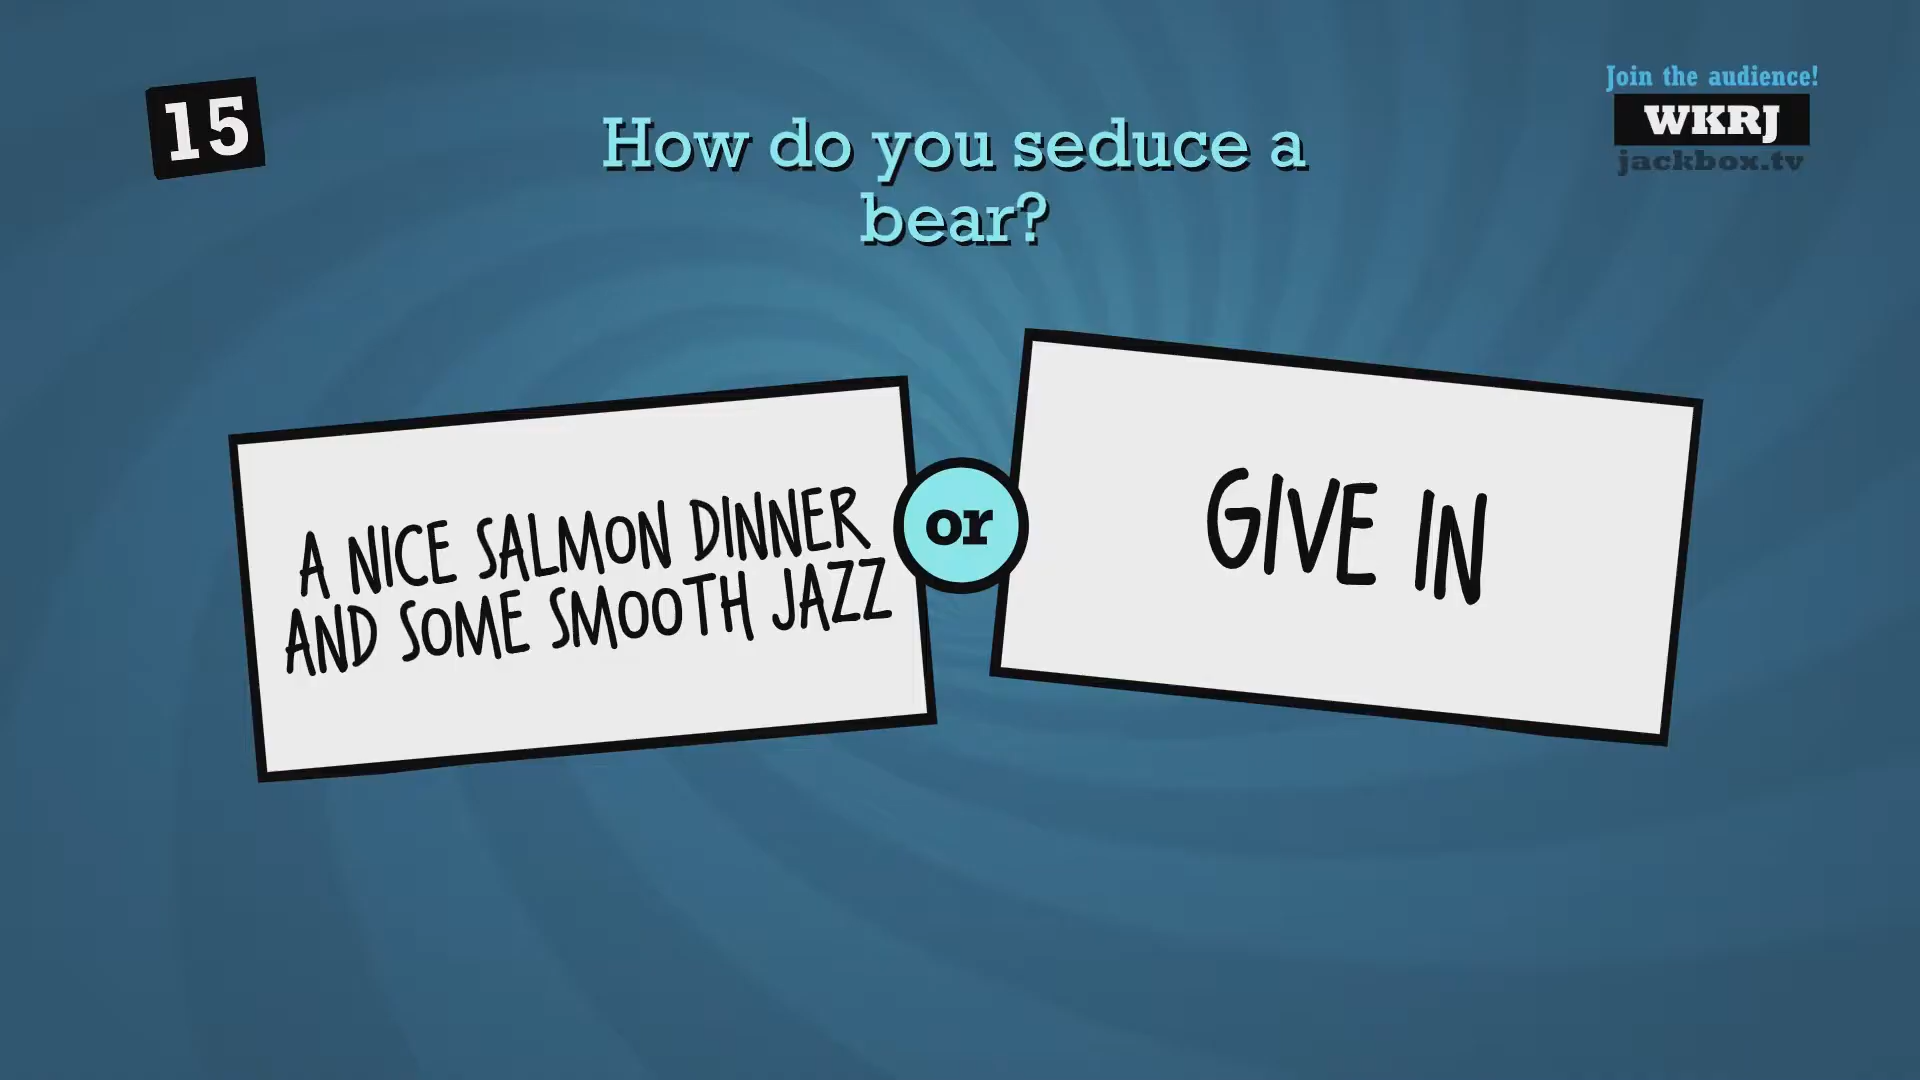 15
How do you seduce a
bear?
Join the audience!
WKRJ
jackbox.tv
A NICE SALMON DINNER
AND SOME SMOOTH JAZZ
or
GIVE IN